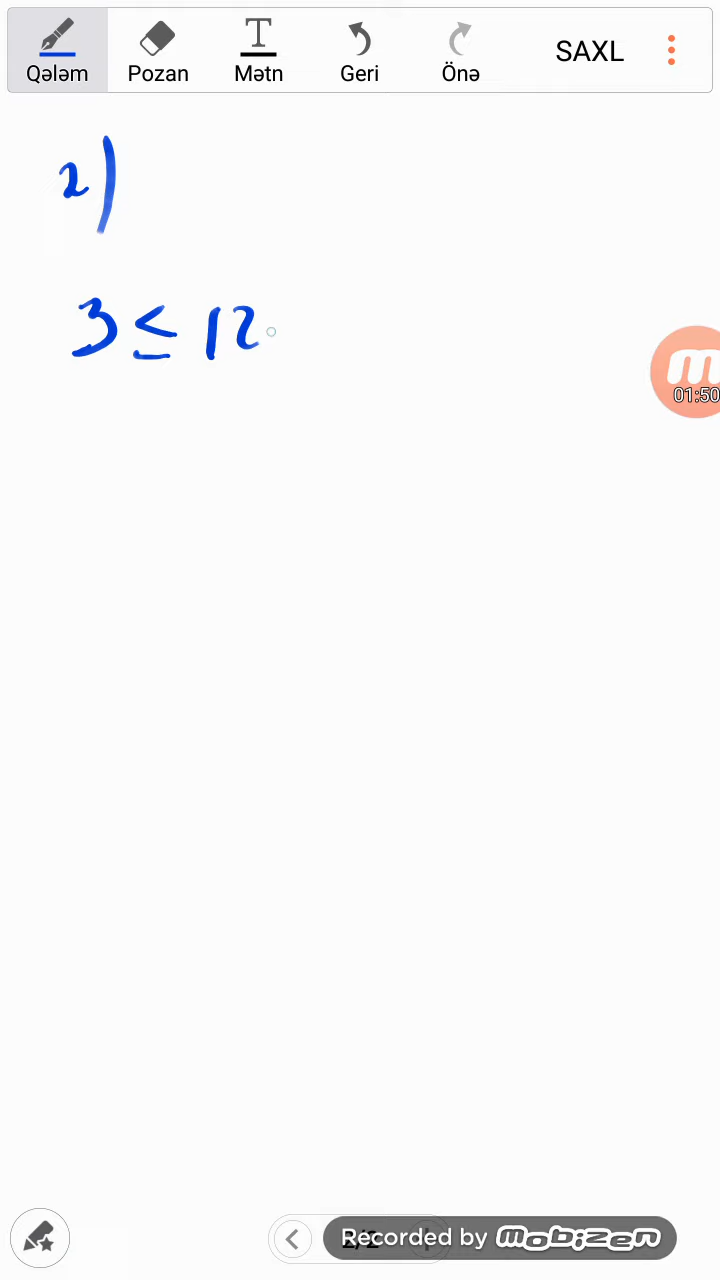 Qələm Pozan Mətn Geri Önə SAXL
2)
3 ≤ 12
01:50
Recorded by mobizen